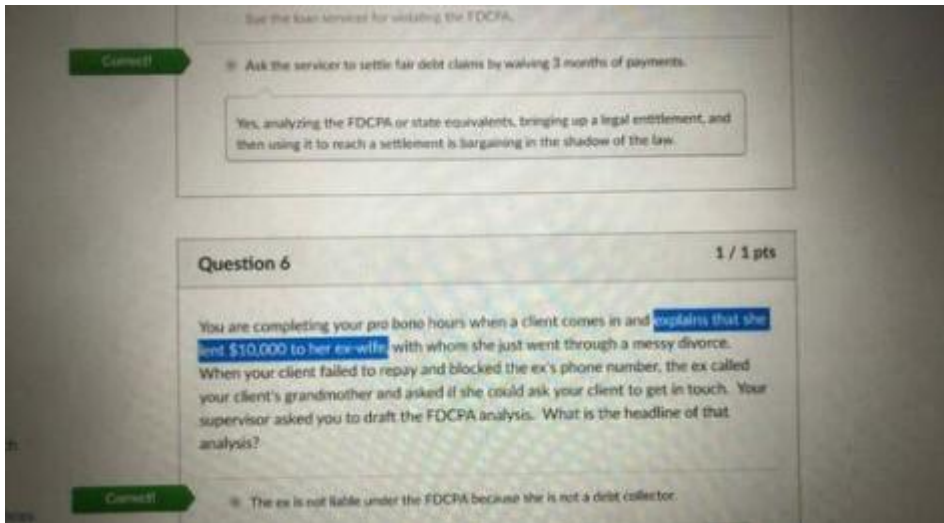 Sue the loan servicer for violating the FDCPA.
Correct!
Ask the servicer to settle fair debt claims by waiving 3 months of payments.
Yes, analyzing the FDCPA or state equivalents, bringing up a legal entitlement, and
then using it to reach a settlement is bargaining in the shadow of the law.
Question 6
1 / 1 pts
You are completing your pro bono hours when a client comes in and explains that she
lent $10,000 to her ex-wife, with whom she just went through a messy divorce.
When your client failed to repay and blocked the ex's phone number, the ex called
your client's grandmother and asked if she could ask your client to get in touch. Your
supervisor asked you to draft the FDCPA analysis. What is the headline of that
analysis?
Correct!
The ex is not liable under the FDCPA because she is not a debt collector.